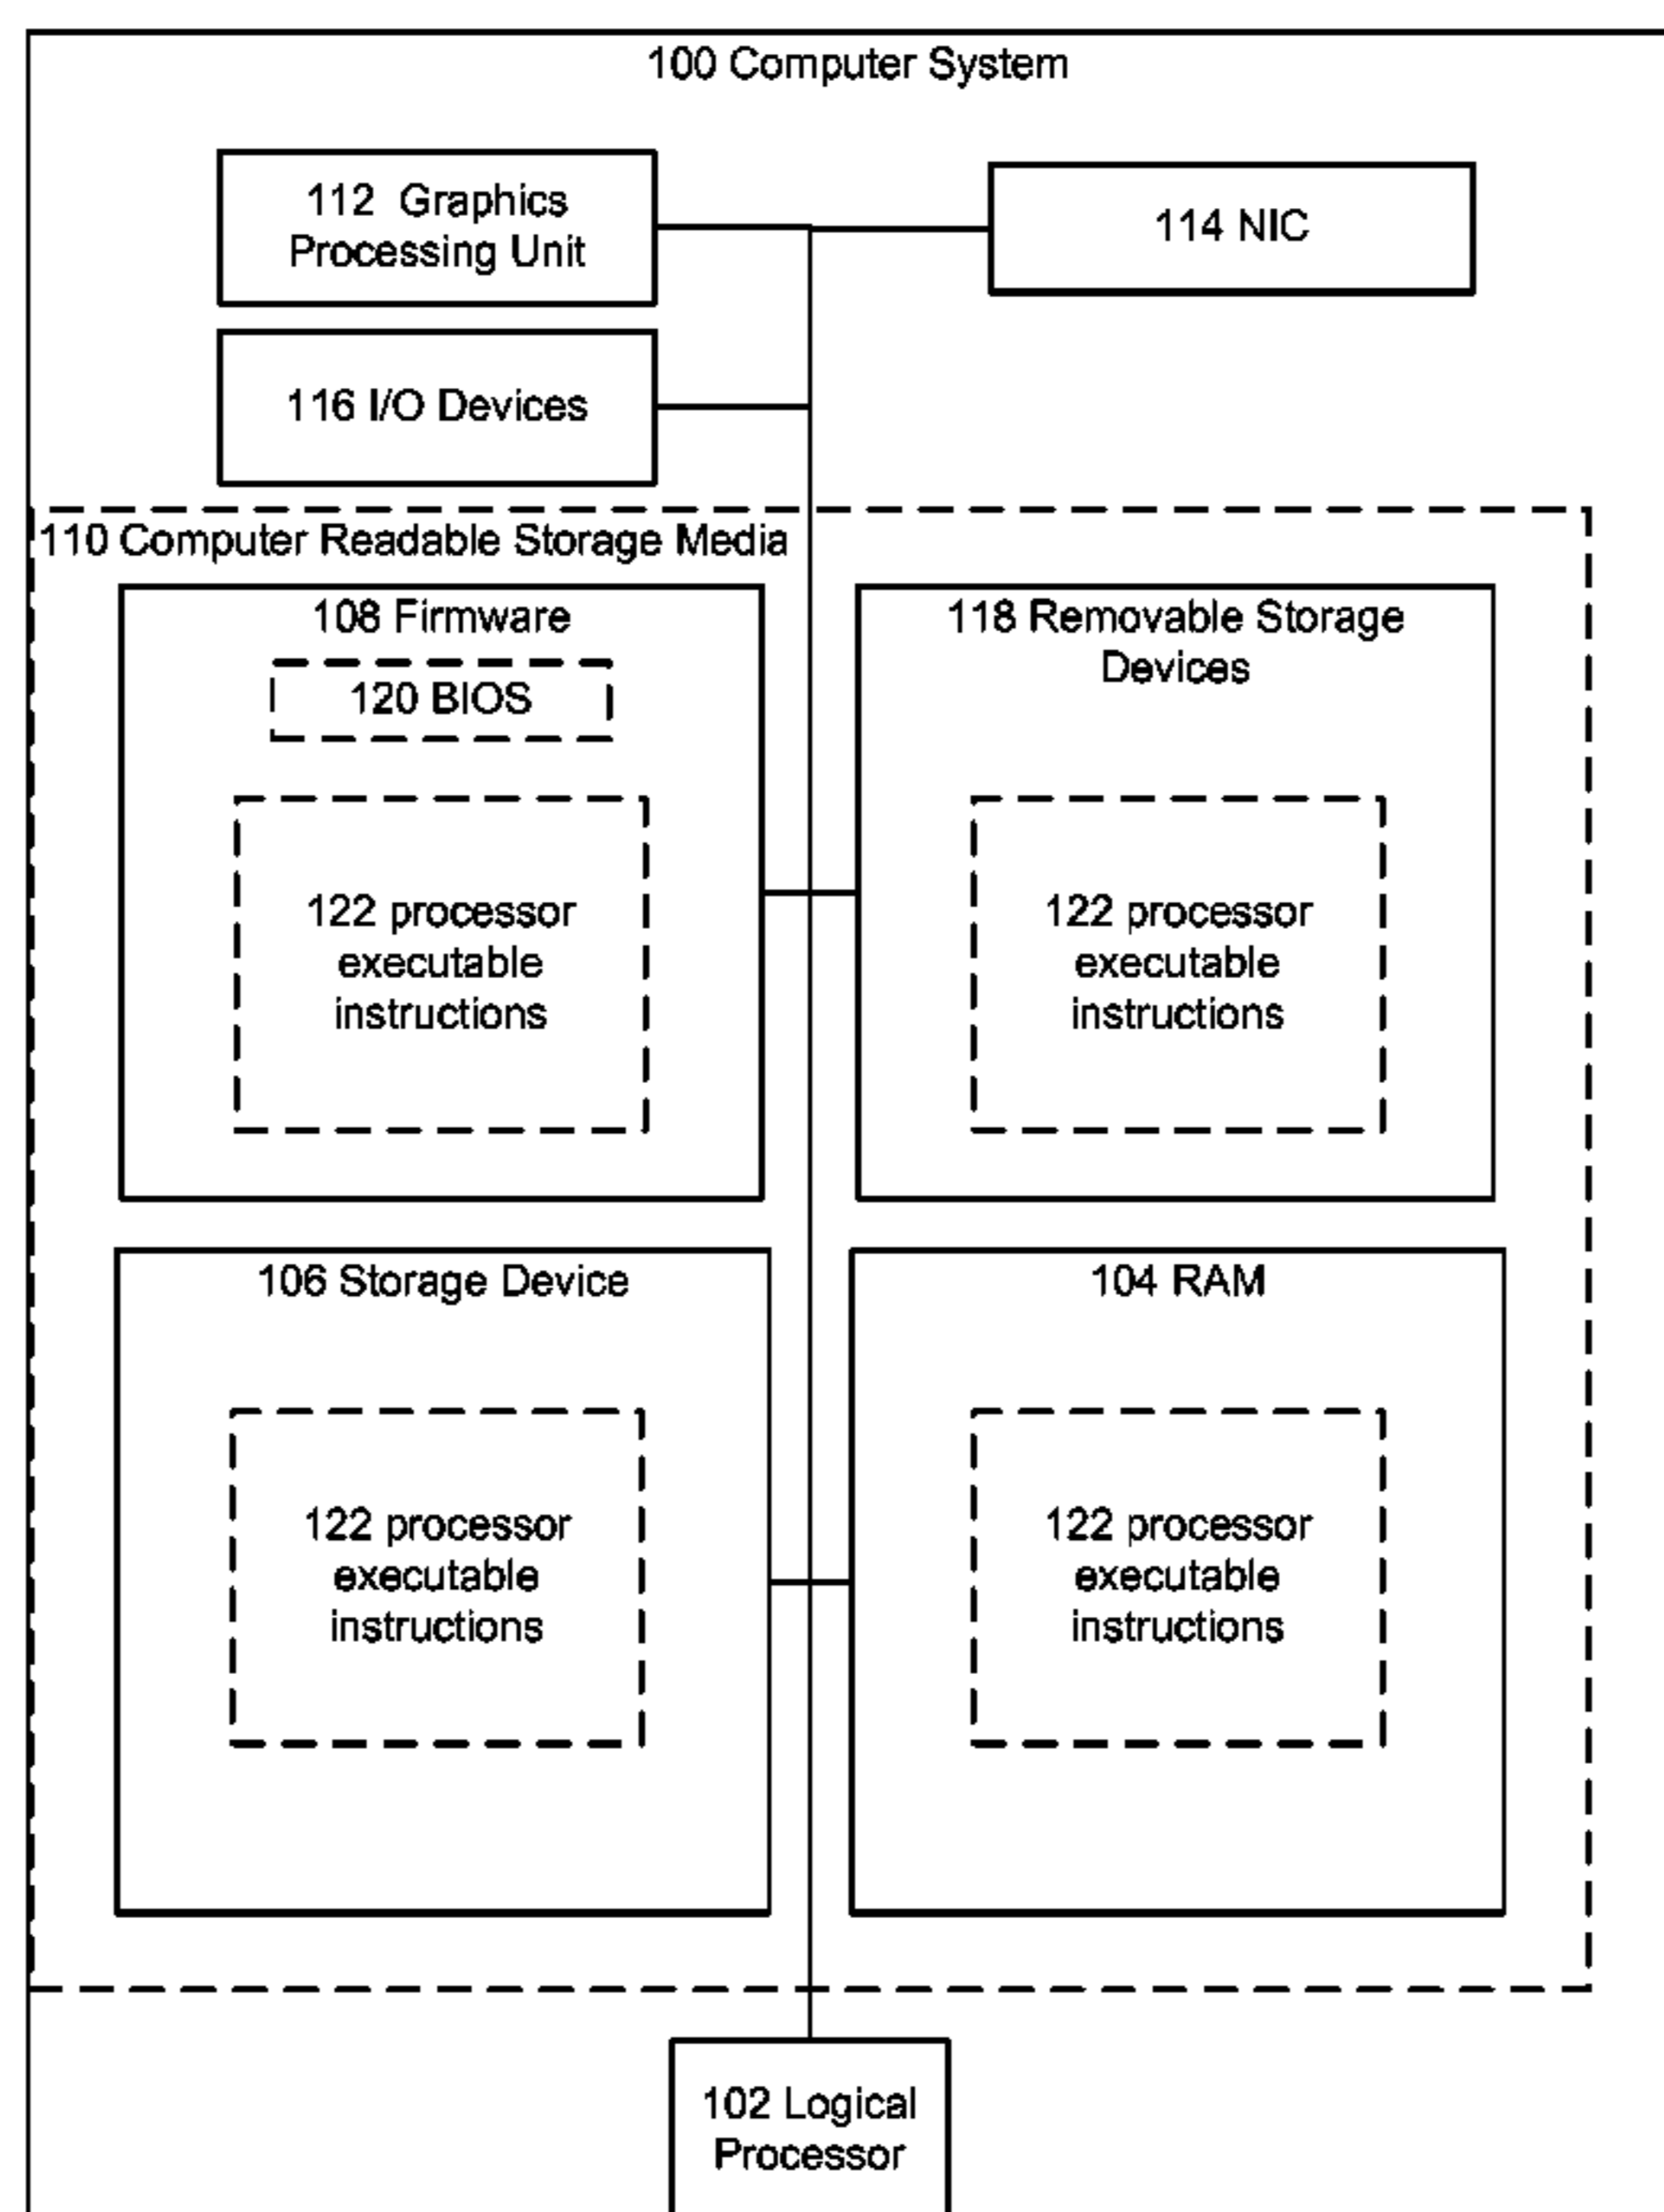 100 Computer System
112 Graphics
Processing Unit
114 NIC
116 I/O Devices
110 Computer Readable Storage Media
108 Firmware
120 BIOS
122 processor
executable
instructions
118 Removable Storage
Devices
122 processor
executable
instructions
106 Storage Device
122 processor
executable
instructions
104 RAM
122 processor
executable
instructions
102 Logical
Processor